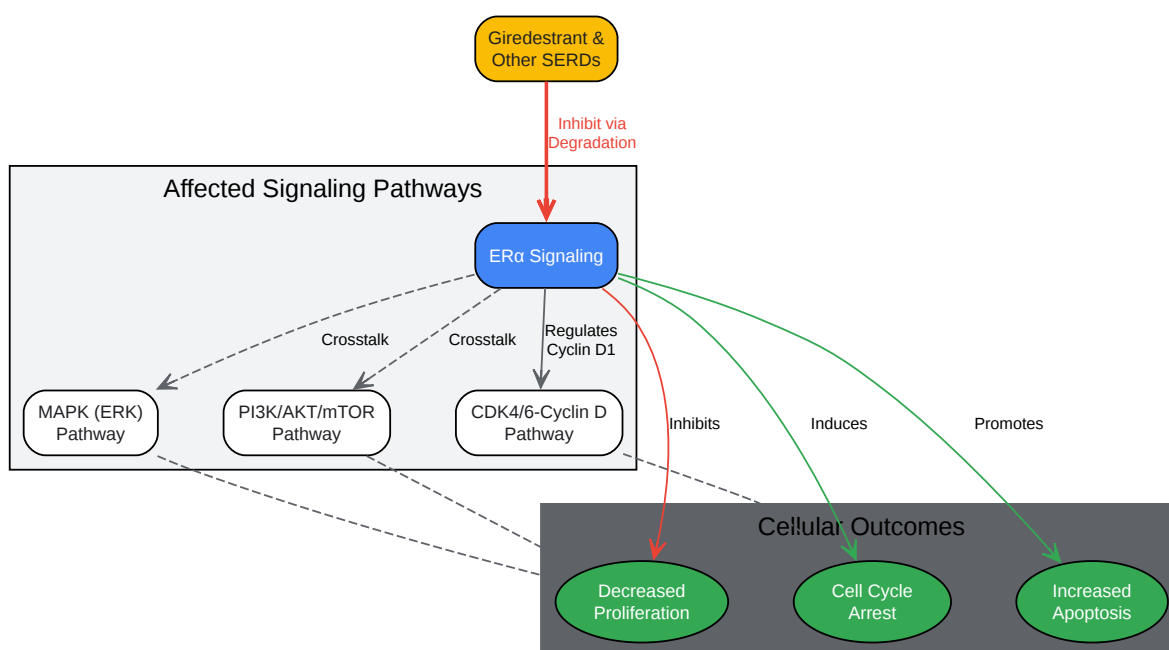 Giredestrant &
Other SERDs
Inhibit via
Degradation
Affected Signaling Pathways
ERα Signaling
Crosstalk
Crosstalk
Regulates
Cyclin D1
MAPK (ERK)
Pathway
PI3K/AKT/mTOR
Pathway
CDK4/6-Cyclin D
Pathway
Inhibits
Induces
Promotes
Cellular Outcomes
Decreased
Proliferation
Cell Cycle
Arrest
Increased
Apoptosis